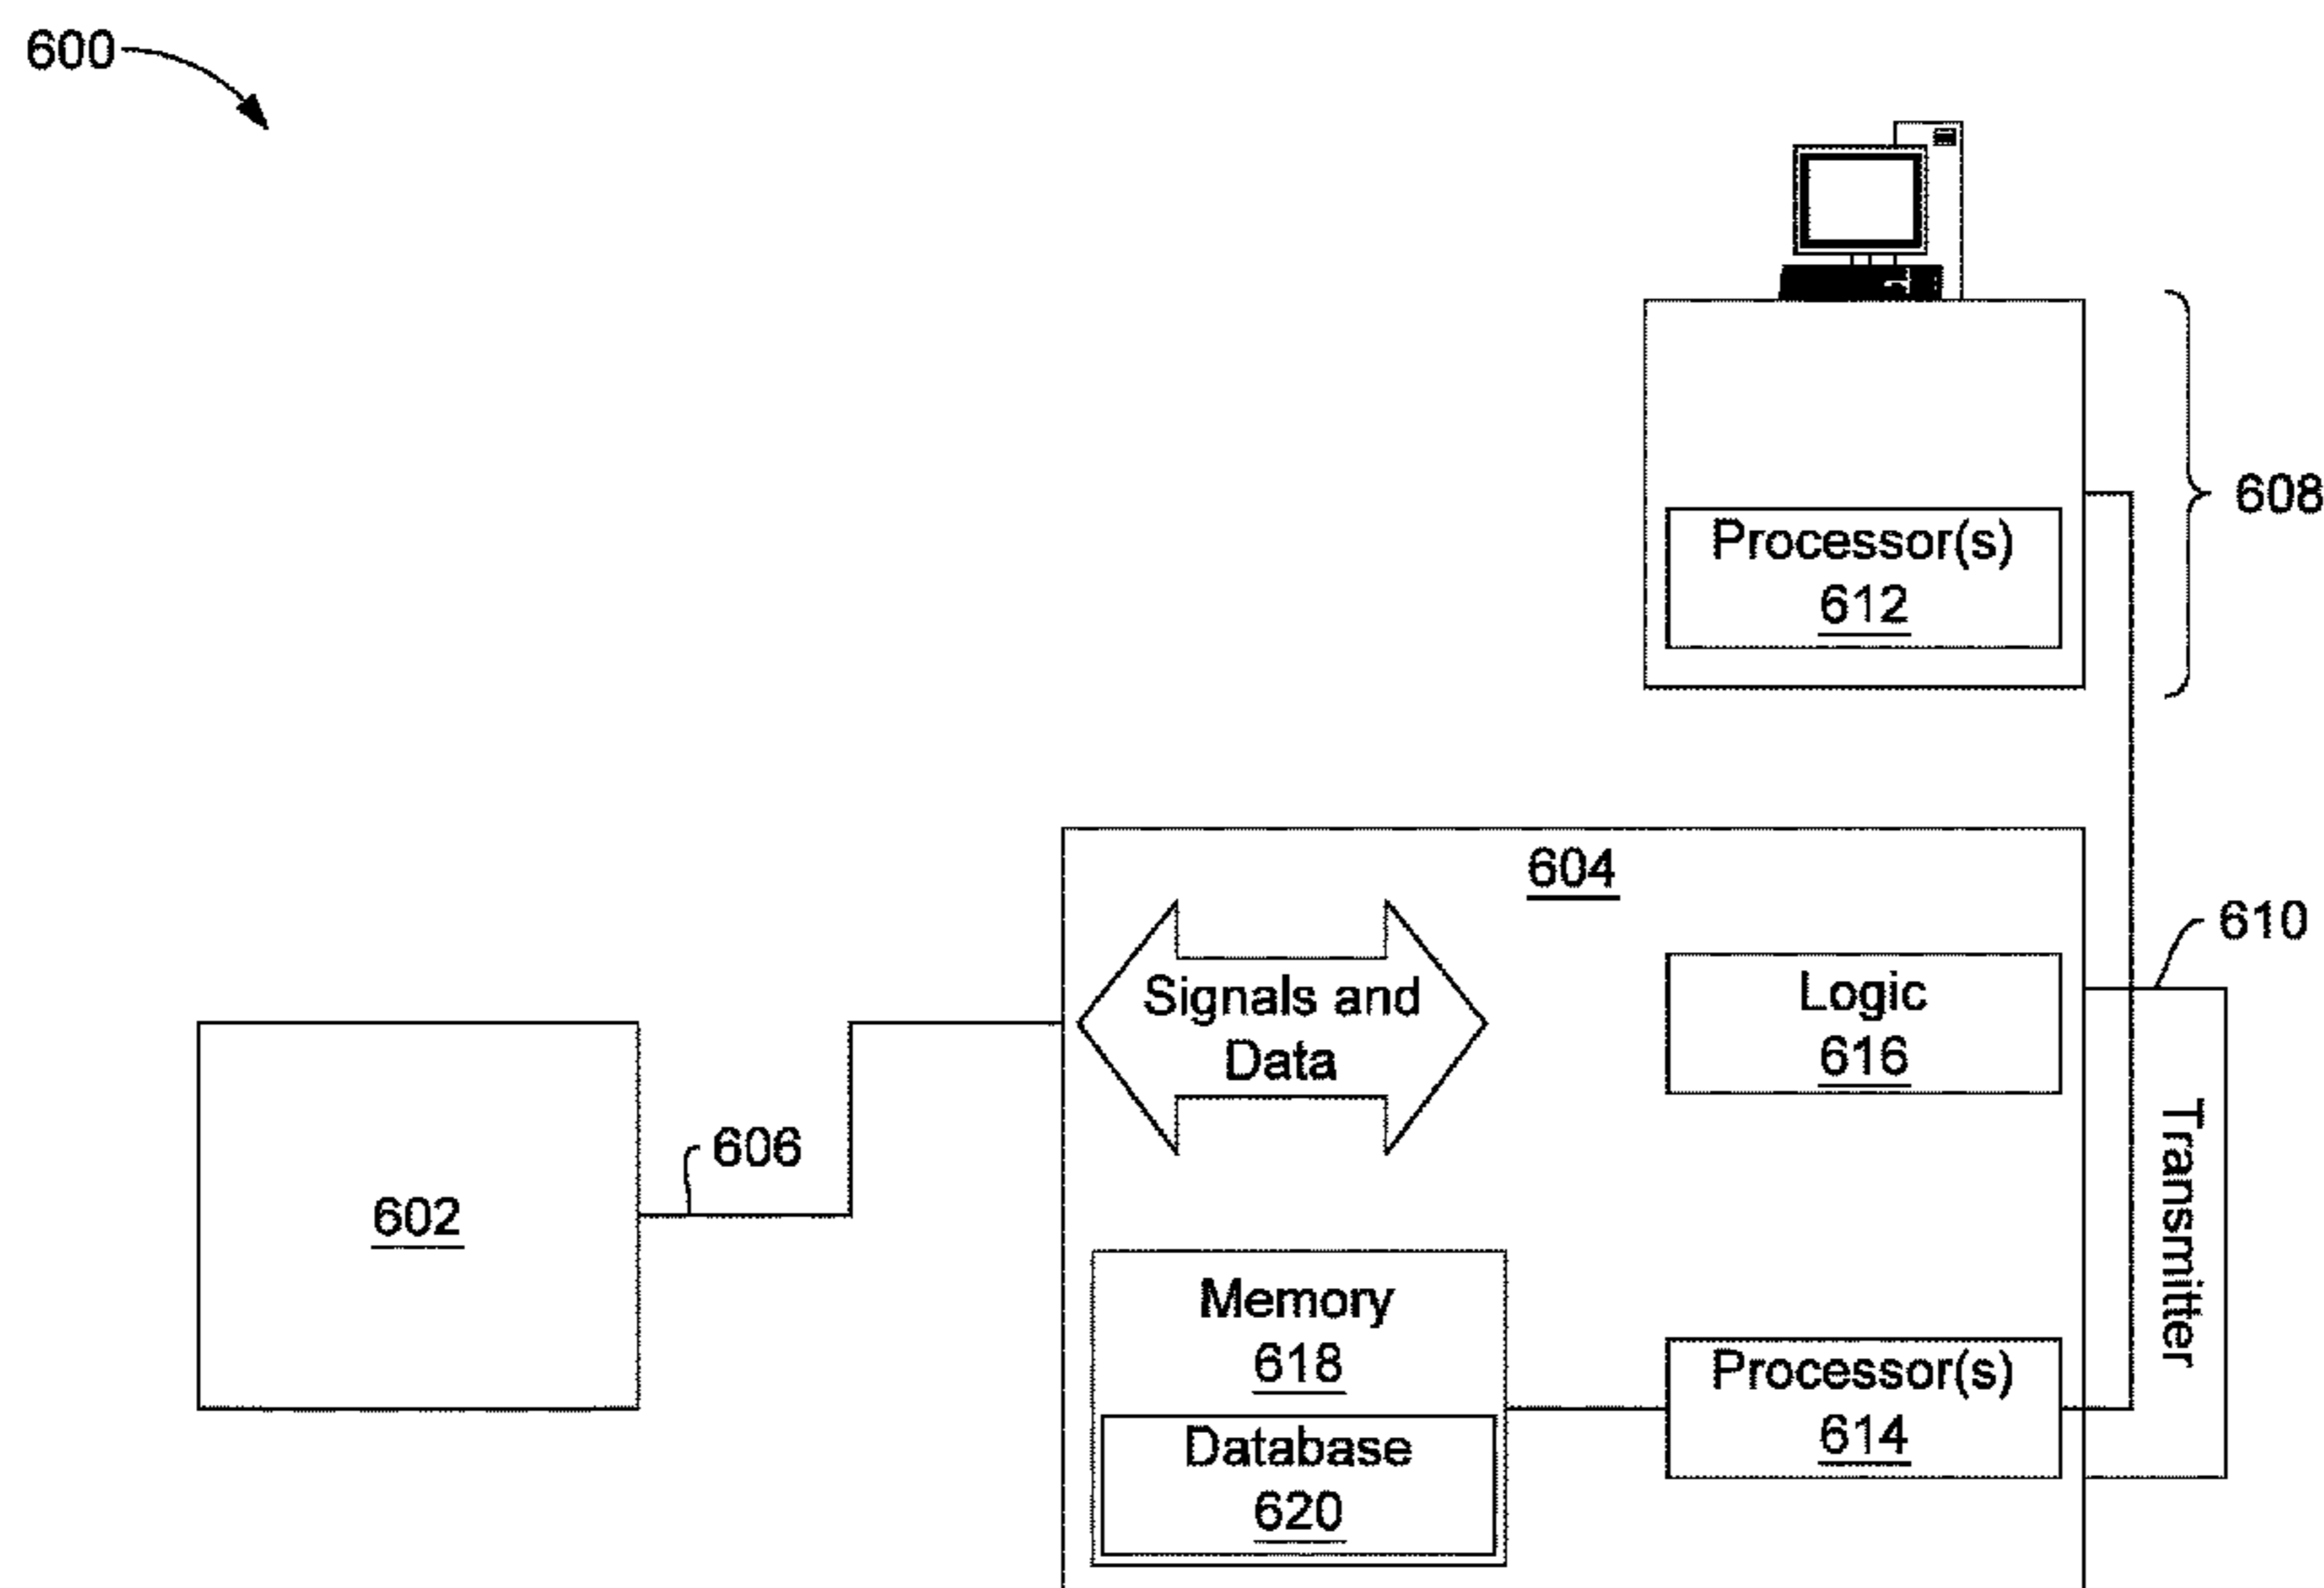 600
608
Processor(s)
612
604
610
Signals and
Data
Logic
616
606
602
Transmitter
Memory
618
Processor(s)
614
Database
620